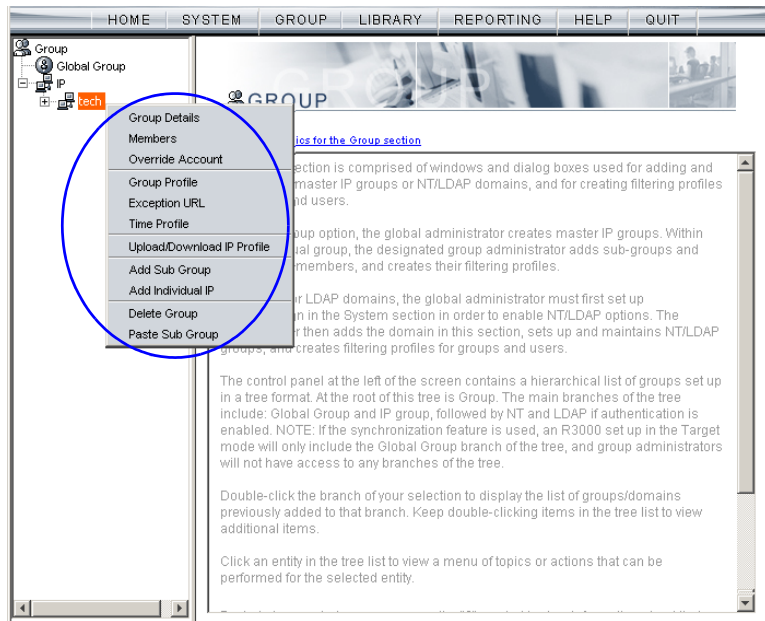 HOME SYSTEM GROUP LIBRARY REPORTING HELP QUIT
Group
Global Group
IP
tech
Group Details
Members
Override Account
Group Profile
Exception URL
Time Profile
Upload/Download IP Profile
Add Sub Group
Add Individual IP
Delete Group
Paste Sub Group
GROUP
ics for the Group section
ection is comprised of windows and dialog boxes used for adding and
master IP groups or NT/LDAP domains, and for creating filtering profiles
nd users.
oup option, the global administrator creates master IP groups. Within
ual group, the designated group administrator adds sub-groups and
members, and creates their filtering profiles.
r LDAP domains, the global administrator must first set up
n in the System section in order to enable NT/LDAP options. The
r then adds the domain in this section, sets up and maintains NT/LDAP
groups, and creates filtering profiles for groups and users.
The control panel at the left of the screen contains a hierarchical list of groups set up
in a tree format. At the root of this tree is Group. The main branches of the tree
include: Global Group and IP group, followed by NT and LDAP if authentication is
enabled. NOTE: If the synchronization feature is used, an R3000 set up in the Target
mode will only include the Global Group branch of the tree, and group administrators
will not have access to any branches of the tree.
Double-click the branch of your selection to display the list of groups/domains
previously added to that branch. Keep double-clicking items in the tree list to view
additional items.
Click an entity in the tree list to view a menu of topics or actions that can be
performed for the selected entity.